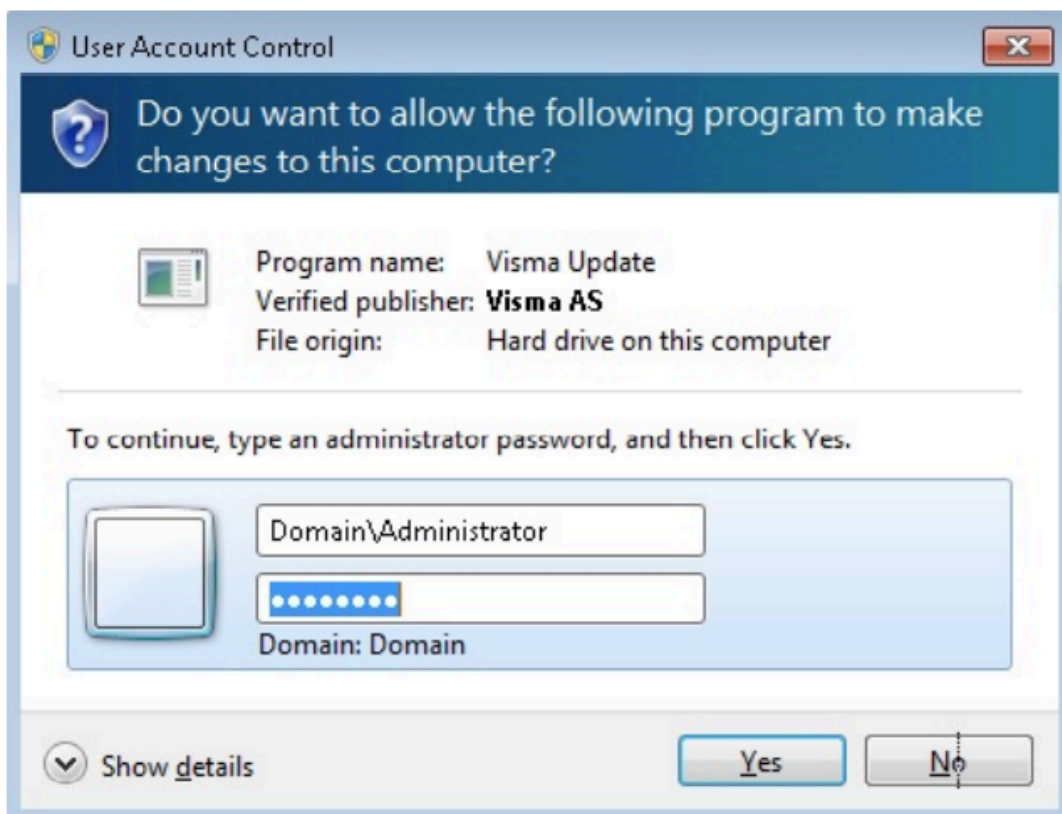 User Account Control
Do you want to allow the following program to make
changes to this computer?
Program name: Visma Update
Verified publisher: Visma AS
File origin: Hard drive on this computer
To continue, type an administrator password, and then click Yes.
Domain\Administrator
●●●●●●●●
Domain: Domain
Show details
Yes
No